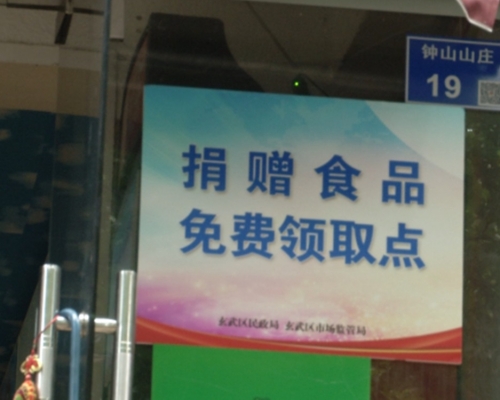 钟山山庄
19
捐赠食品
免费领取点
玄武区民政局 玄武区市场监管局